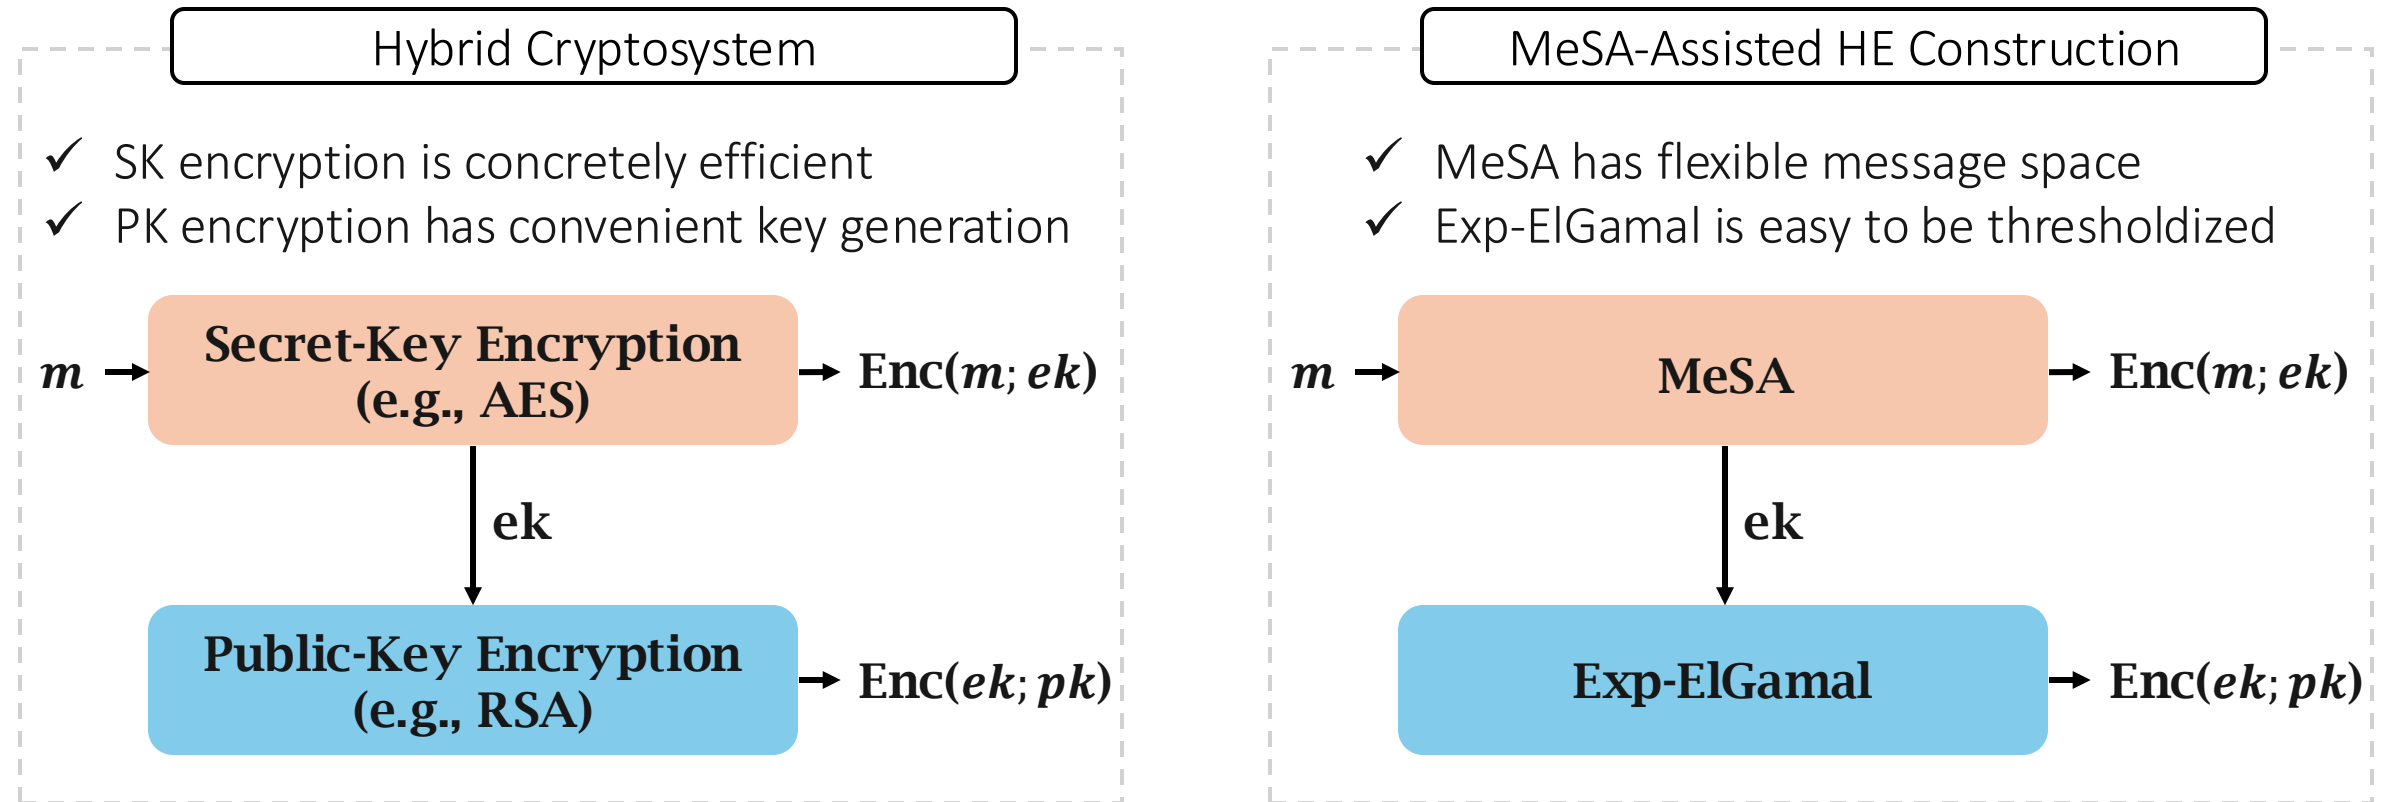 Hybrid Cryptosystem
✓ SK encryption is concretely efficient
✓ PK encryption has convenient key generation
m
Secret-Key Encryption
(e.g., AES)
Enc(m; ek)
ek
Public-Key Encryption
(e.g., RSA)
Enc(ek; pk)
MeSA-Assisted HE Construction
✓ MeSA has flexible message space
✓ Exp-ElGamal is easy to be thresholdized
m
MeSA
Enc(m; ek)
ek
Exp-ElGamal
Enc(ek; pk)